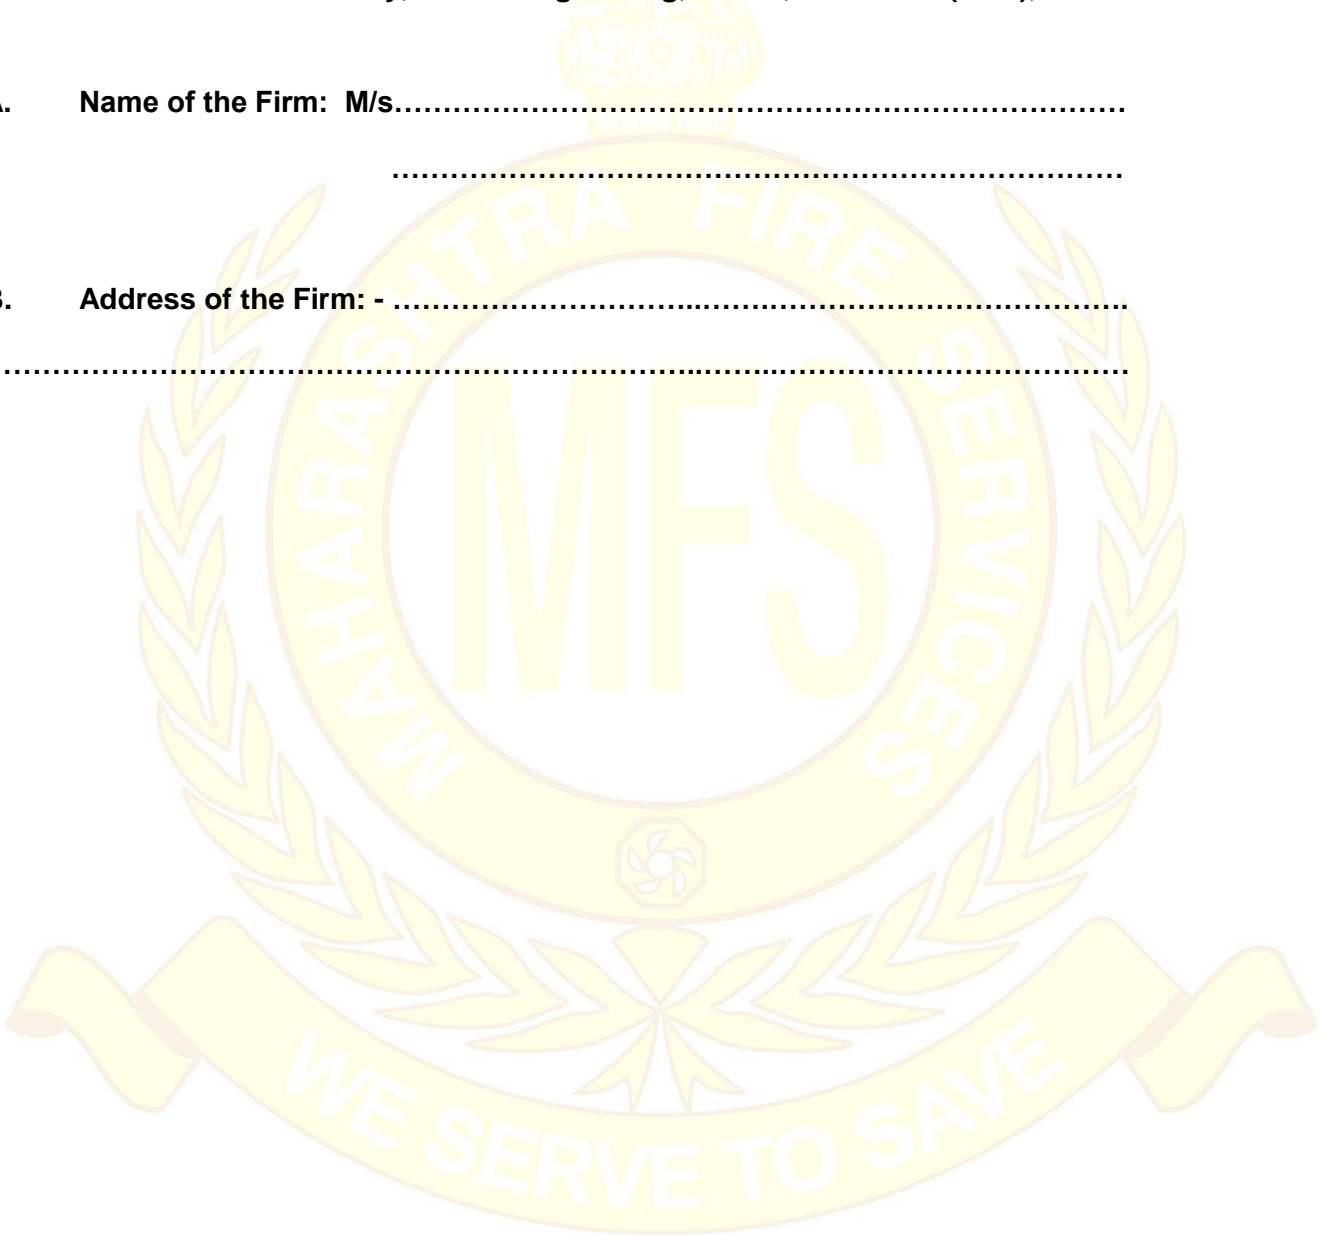 A. Name of the Firm: M/s…………………………………………………………………
…………………………………………………………………
B. Address of the Firm: - …………………………..…….……………………………….
……………………………………………………………..……..………………………………
MAHARASHTRA FIRE SERVICES
MFS
WE SERVE TO SAVE